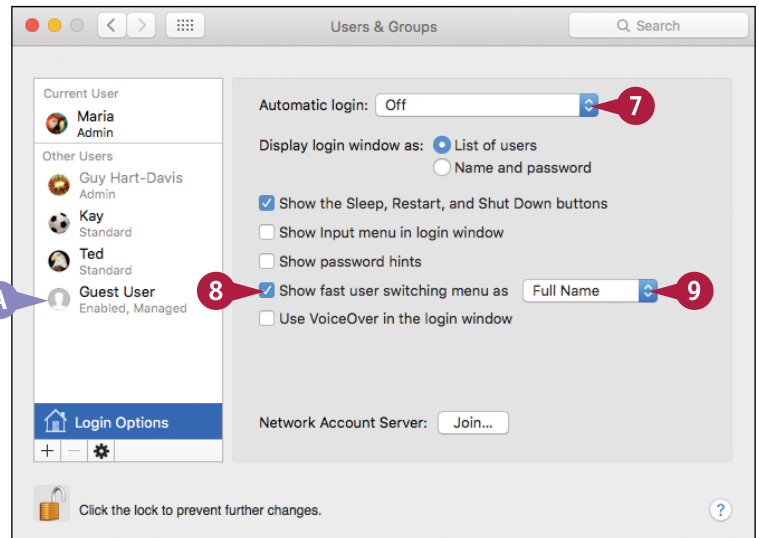 Users & Groups
Search
Current User
Maria
Admin
Other Users
Guy Hart-Davis
Admin
Kay
Standard
Ted
Standard
Guest User
Enabled, Managed
A
Login Options
Automatic login: Off
7
Display login window as: List of users
Name and password
Show the Sleep, Restart, and Shut Down buttons
Show Input menu in login window
Show password hints
8
Show fast user switching menu as Full Name
9
Use VoiceOver in the login window
Network Account Server: Join...
Click the lock to prevent further changes.
?